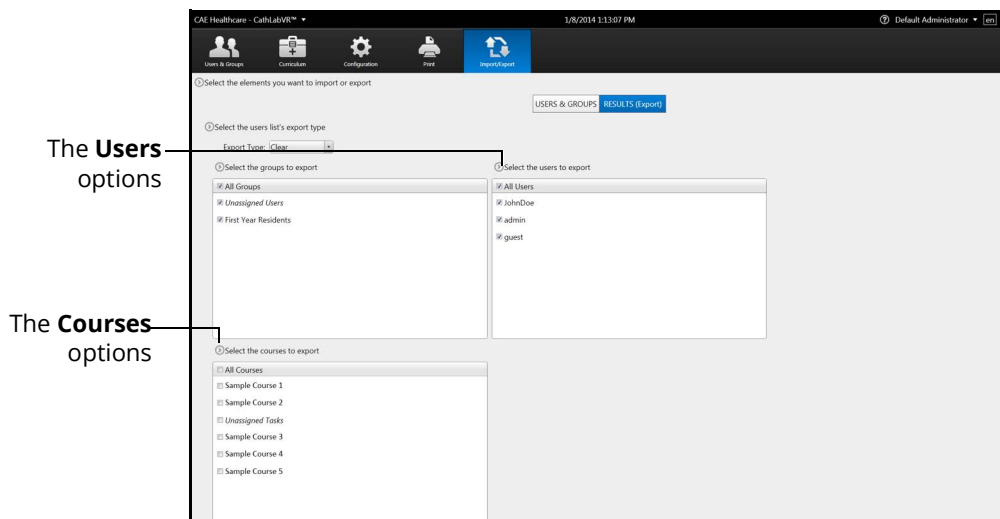 CAE Healthcare - CathLabVR™
1/8/2014 1:13:07 PM
Default Administrator
en
Users & Groups
Curriculum
Configuration
Print
Import/Export
Select the elements you want to import or export
USERS & GROUPS
RESULTS (Export)
Select the users list's export type
Export Type: Clear
The Users
options
Select the groups to export
All Groups
Unassigned Users
First Year Residents
Select the users to export
All Users
JohnDoe
admin
guest
The Courses
options
Select the courses to export
All Courses
Sample Course 1
Sample Course 2
Unassigned Tasks
Sample Course 3
Sample Course 4
Sample Course 5